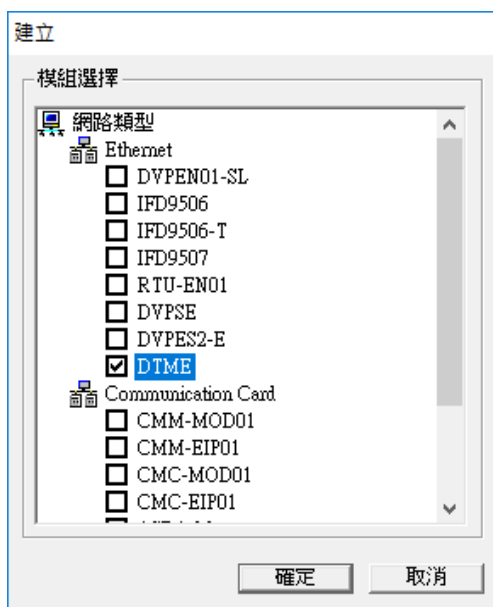 建立
模組選擇
網路類型
Ethernet
DVPEN01-SL
IFD9506
IFD9506-T
IFD9507
RTU-EN01
DVPSE
DVPES2-E
DTME
Communication Card
CMM-MOD01
CMM-EIP01
CMC-MOD01
CMC-EIP01
確定
取消